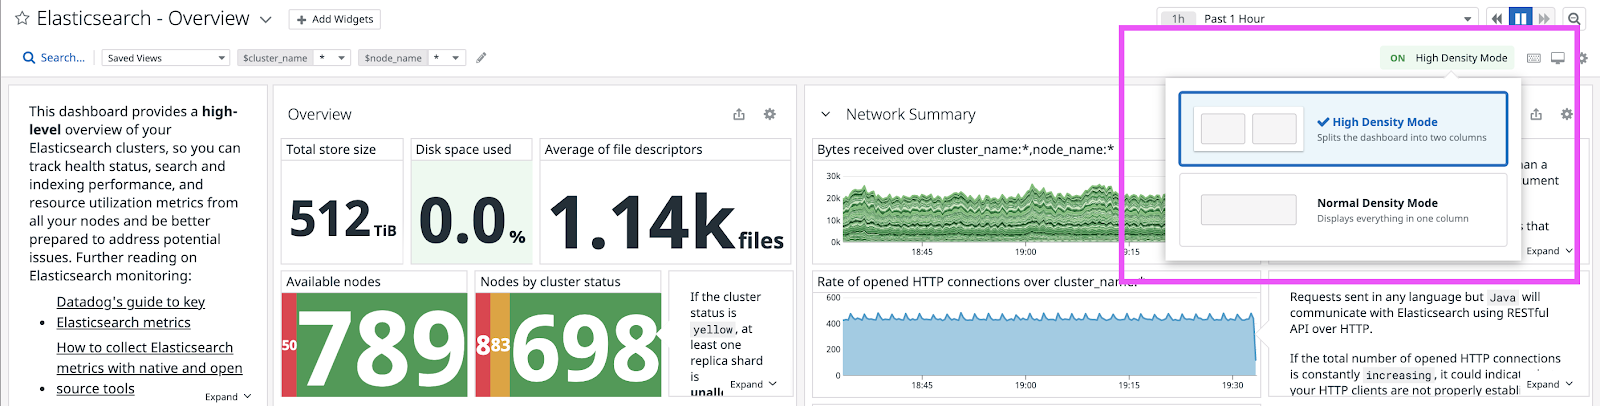 Elasticsearch - Overview
+ Add Widgets
1h Past 1 Hour
Search...
Saved Views
$cluster_name *
$node_name *
ON High Density Mode
This dashboard provides a high-
level overview of your
Elasticsearch clusters, so you can
track health status, search and
indexing performance, and
resource utilization metrics from
all your nodes and be better
prepared to address potential
issues. Further reading on
Elasticsearch monitoring:
Datadog's guide to key
• Elasticsearch metrics
How to collect Elasticsearch
metrics with native and open
• source tools
Expand
Overview
Total store size
512 TiB
Disk space used
0.0 %
Average of file descriptors
1.14k files
Available nodes
50 789
Nodes by cluster status
8 83 698
If the cluster
status is
yellow, at
least one
replica shard
is
Expand
Network Summary
Bytes received over cluster_name:*,node_name:*
30k
20k
10k
0k
18:45 19:00 19:15
Rate of opened HTTP connections over cluster_name:*
600
400
200
0
18:45 19:00 19:15 19:30
High Density Mode
Splits the dashboard into two columns
Normal Density Mode
Displays everything in one column
an a
ument
s that
Expand
Requests sent in any language but Java will
communicate with Elasticsearch using RESTful
API over HTTP.
If the total number of opened HTTP connections
is constantly increasing, it could indicat
your HTTP clients are not properly establi
Expand